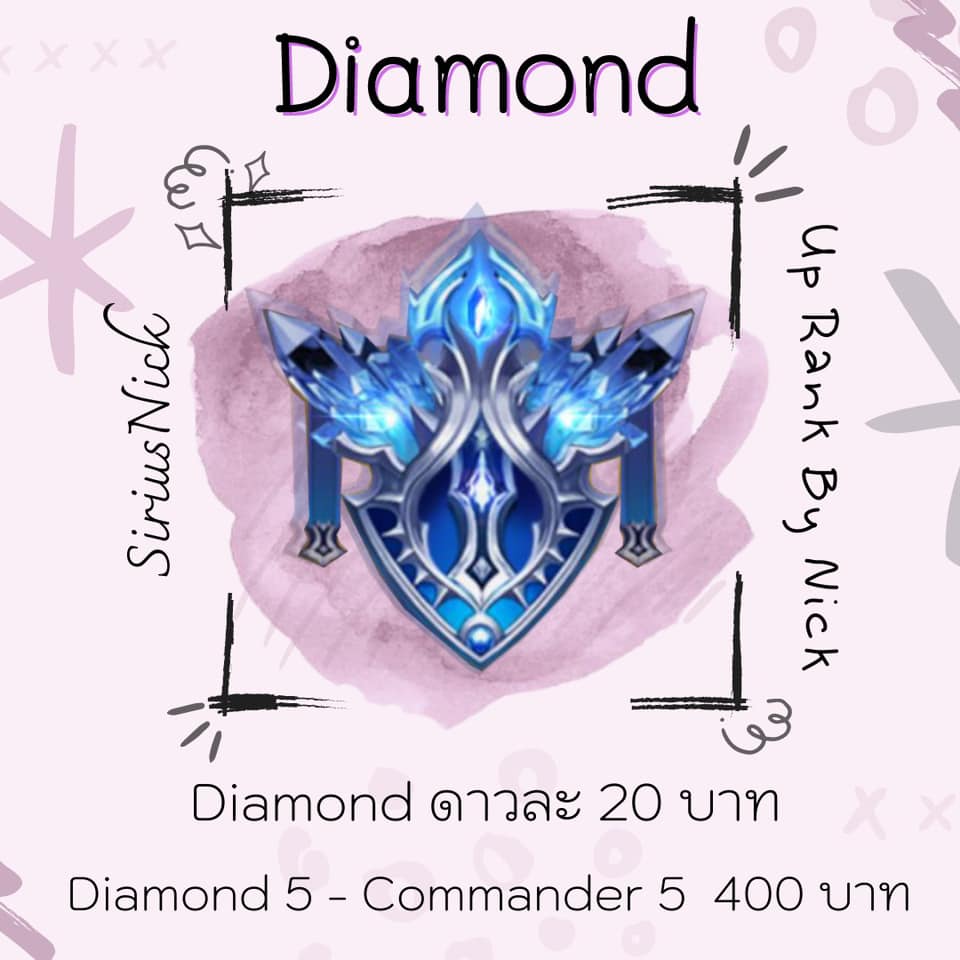 Diamond
SiriusNick
Up Rank By Nick
Diamond ดาวละ 20 บาท
Diamond 5 - Commander 5 400 บาท